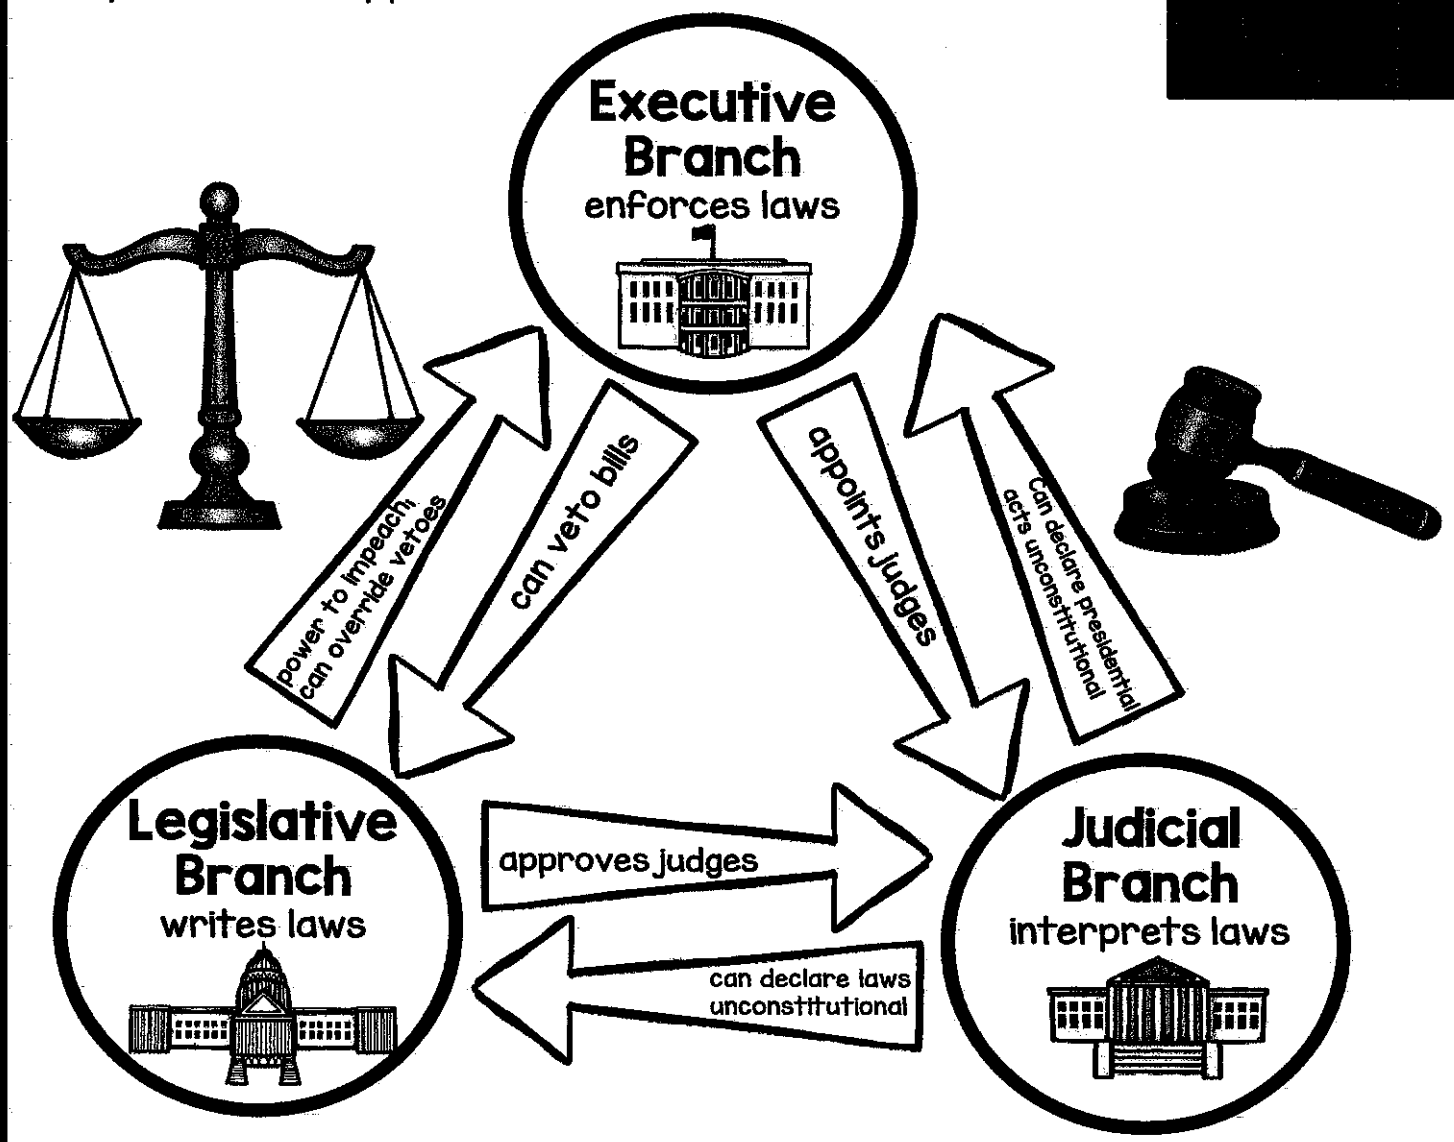 Executive
Branch
enforces laws
power to impeach;
can override vetoes
can veto bills
appoints judges
Can declare presidential
acts unconstitutional
Legislative
Branch
writes laws
approves judges
can declare laws
unconstitutional
Judicial
Branch
interprets laws